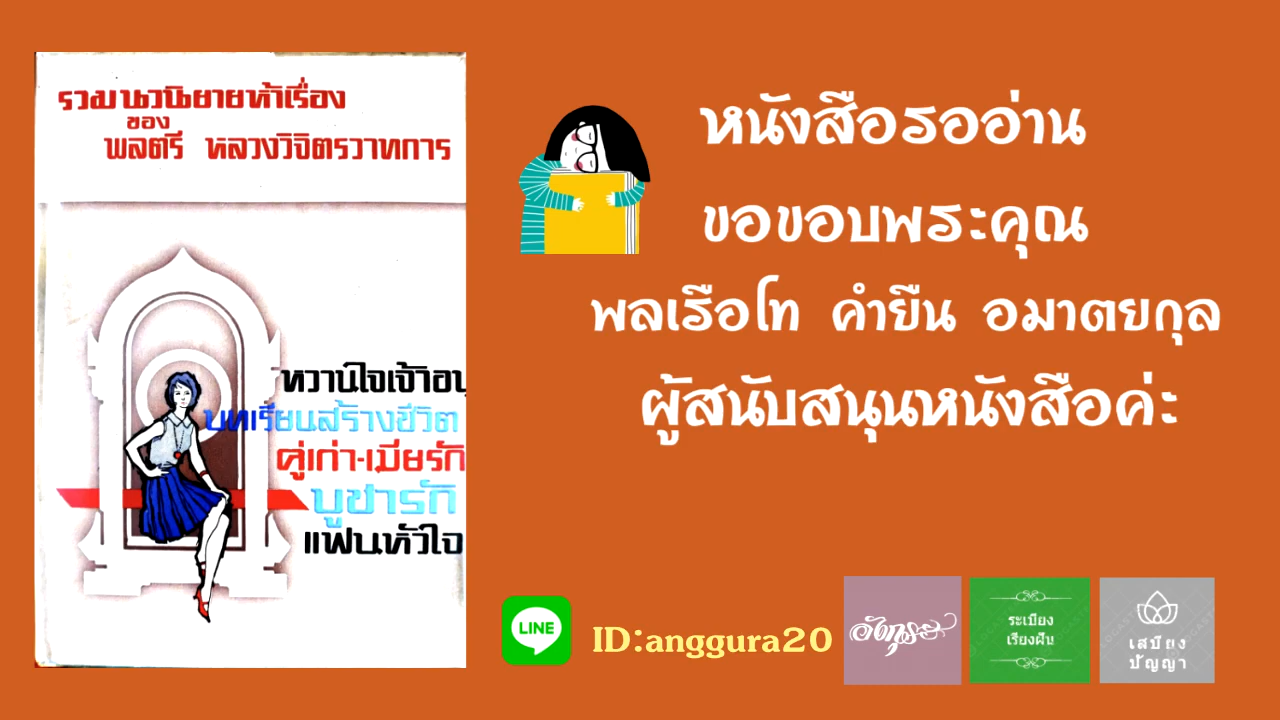 รวมนวนิยายห้าเรื่อง
ของ
พลตรี หลวงวิจิตรวาทการ
หวานใจเจ้าอนุ
บทเรียนสร้างชีวิต
คู่เก่า-เมียรัก
บูชารัก
แฟนหัวใจ
หนังสือรออ่าน
ขอขอบพระคุณ
พลเรือโท คำยืน อมาตยกุล
ผู้สนับสนุนหนังสือค่ะ
LINE
ID:anggura20
อังกุระ
ระเบียง
เรียงฝัน
เสบียง
ปัญญา